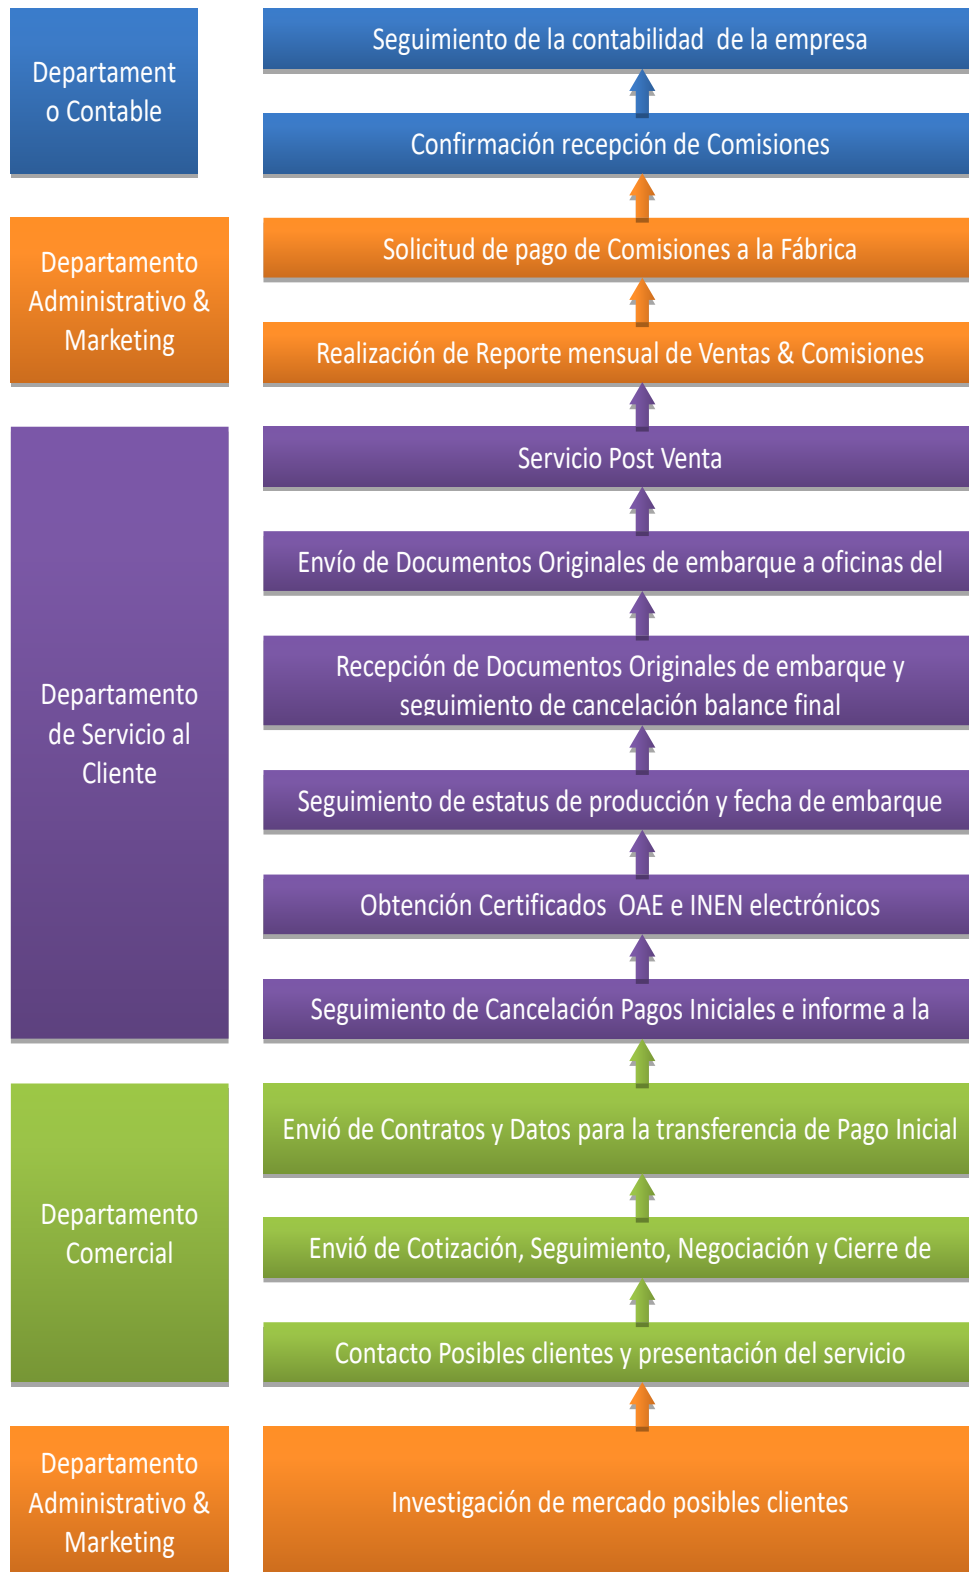 Seguimiento de la contabilidad de la empresa
Departament
o Contable
Confirmación recepción de Comisiones
Solicitud de pago de Comisiones a la Fábrica
Departamento
Administrativo &
Marketing
Realización de Reporte mensual de Ventas & Comisiones
Servicio Post Venta
Envío de Documentos Originales de embarque a oficinas del
Recepción de Documentos Originales de embarque y
seguimiento de cancelación balance final
Departamento
de Servicio al
Cliente
Seguimiento de estatus de producción y fecha de embarque
Obtención Certificados OAE e INEN electrónicos
Seguimiento de Cancelación Pagos Iniciales e informe a la
Envió de Contratos y Datos para la transferencia de Pago Inicial
Departamento
Comercial
Envió de Cotización, Seguimiento, Negociación y Cierre de
Contacto Posibles clientes y presentación del servicio
Departamento
Administrativo &
Marketing
Investigación de mercado posibles clientes